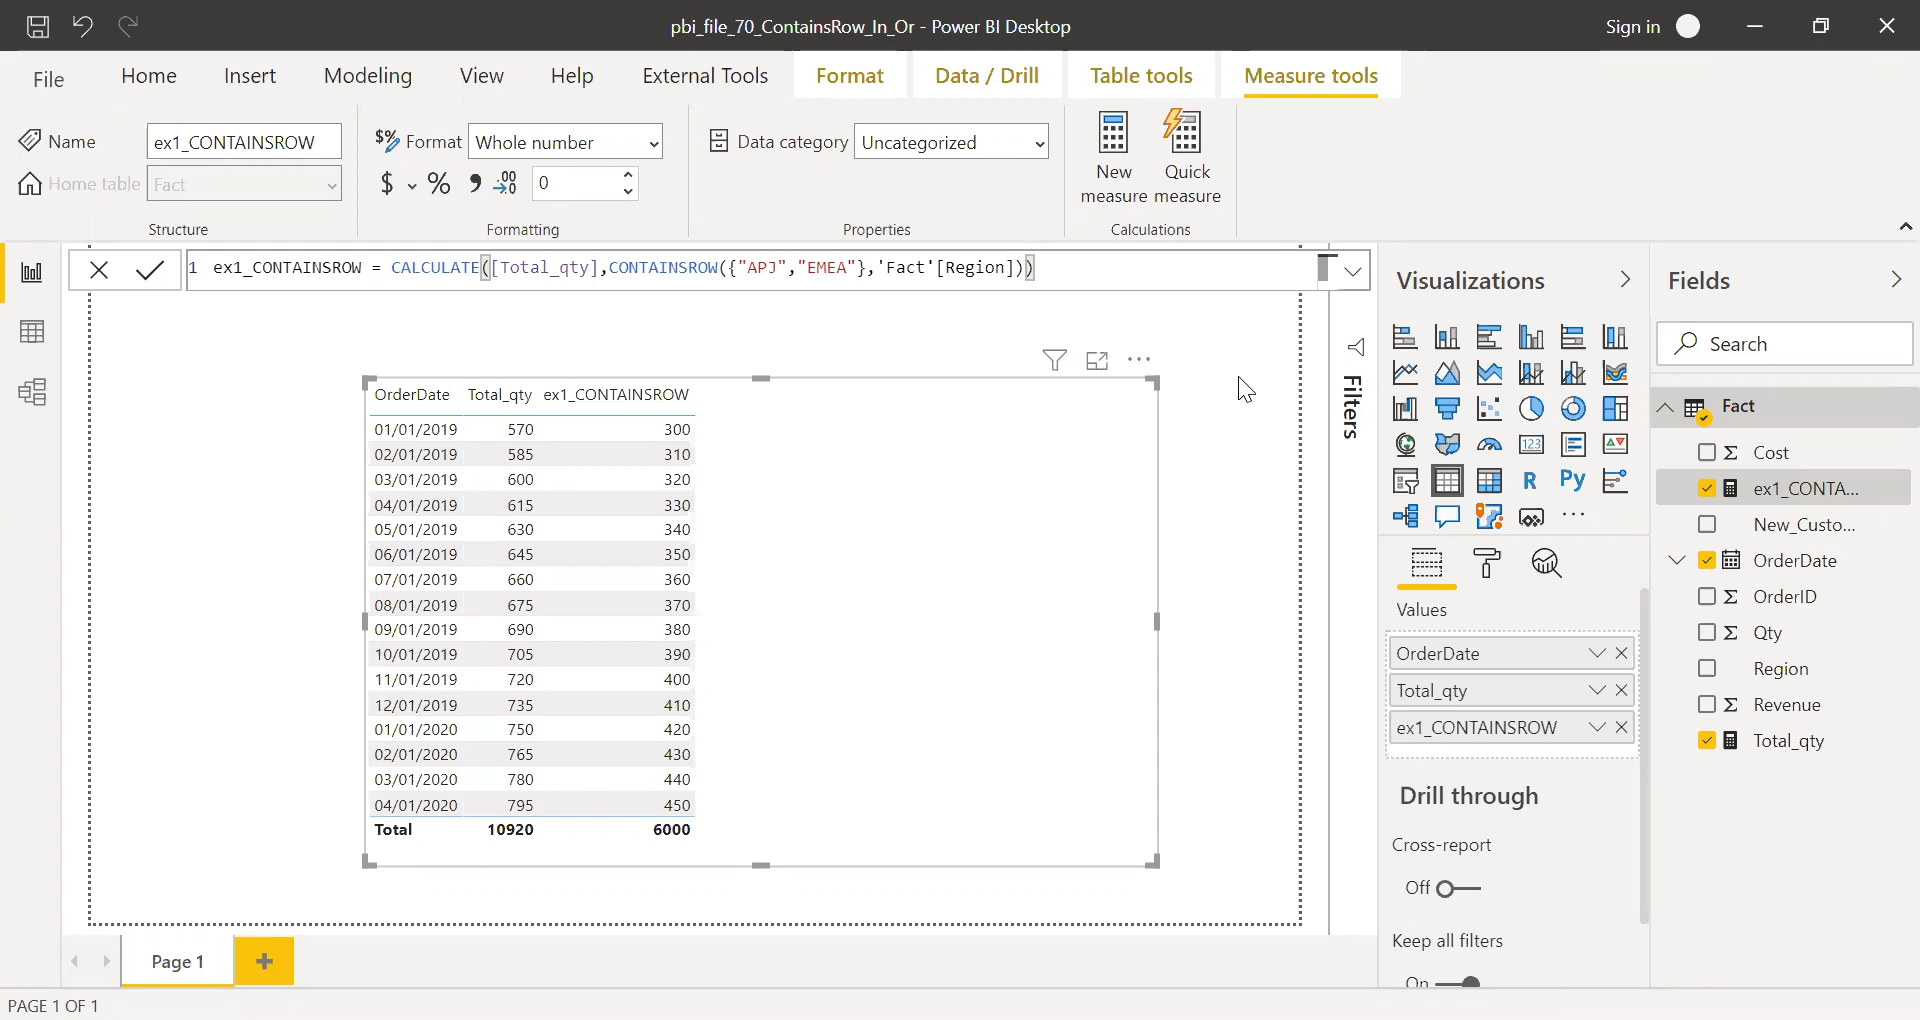 pbi_file_70_ContainsRow_In_Or - Power BI Desktop
Sign in
File
Home
Insert
Modeling
View
Help
External Tools
Format
Data / Drill
Table tools
Measure tools
Name
ex1_CONTAINSROW
Home table
Fact
Structure
$% Format
Whole number
$ % 9 .00 0
Formatting
Data category
Uncategorized
Properties
New measure
Quick measure
Calculations
1 ex1_CONTAINSROW = CALCULATE([Total_qty],CONTAINSROW({"APJ","EMEA"},'Fact'[Region]))
OrderDate Total_qty ex1_CONTAINSROW
01/01/2019 570 300
02/01/2019 585 310
03/01/2019 600 320
04/01/2019 615 330
05/01/2019 630 340
06/01/2019 645 350
07/01/2019 660 360
08/01/2019 675 370
09/01/2019 690 380
10/01/2019 705 390
11/01/2019 720 400
12/01/2019 735 410
01/01/2020 750 420
02/01/2020 765 430
03/01/2020 780 440
04/01/2020 795 450
Total 10920 6000
Filters
Visualizations
123
R
Py
Values
OrderDate
Total_qty
ex1_CONTAINSROW
Drill through
Cross-report
Off
Keep all filters
On
Fields
Search
Fact
Σ Cost
ex1_CONTA...
New_Custo...
OrderDate
Σ OrderID
Σ Qty
Region
Σ Revenue
Total_qty
Page 1
PAGE 1 OF 1